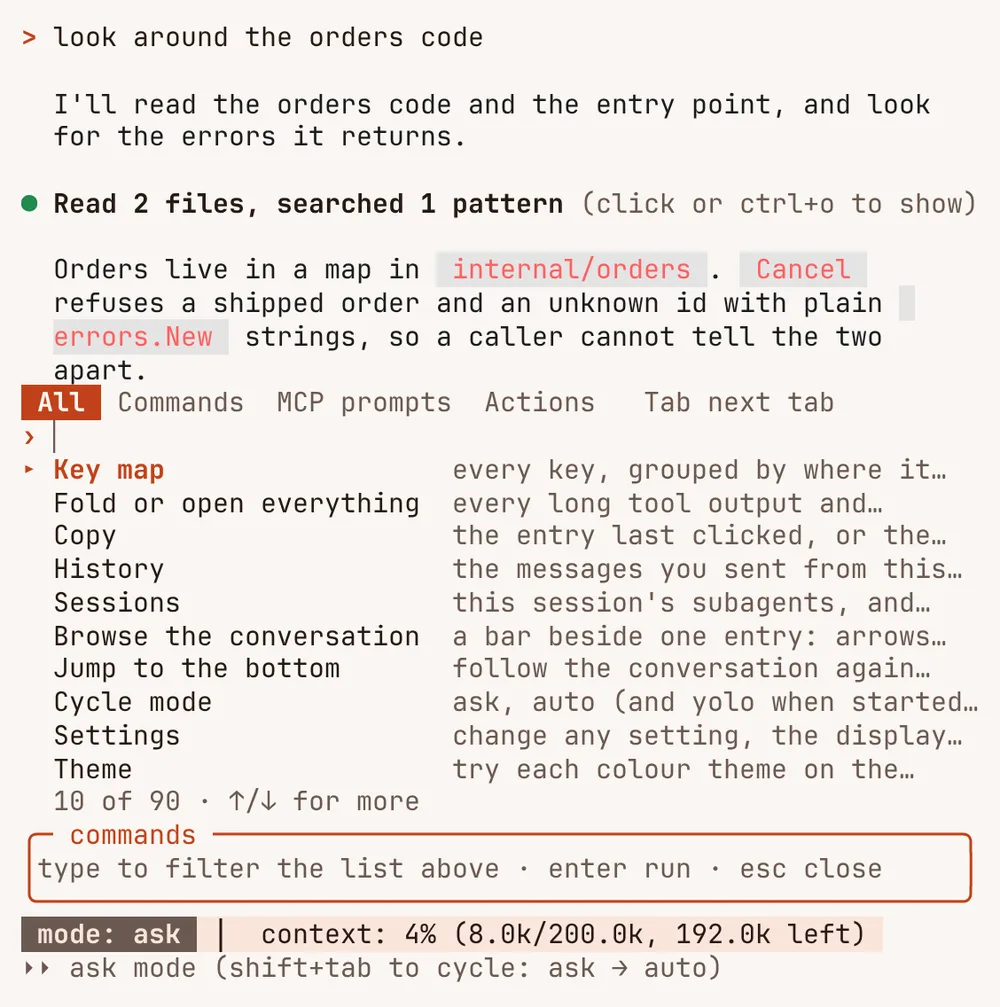 > look around the orders code
I'll read the orders code and the entry point, and look
for the errors it returns.
● Read 2 files, searched 1 pattern (click or ctrl+o to show)
Orders live in a map in internal/orders . Cancel
refuses a shipped order and an unknown id with plain
errors.New strings, so a caller cannot tell the two
apart.
All Commands MCP prompts Actions Tab next tab
›
▸ Key map every key, grouped by where it…
Fold or open everything every long tool output and…
Copy the entry last clicked, or the…
History the messages you sent from this…
Sessions this session's subagents, and…
Browse the conversation a bar beside one entry: arrows…
Jump to the bottom follow the conversation again…
Cycle mode ask, auto (and yolo when started…
Settings change any setting, the display…
Theme try each colour theme on the…
10 of 90 · ↑/↓ for more
commands
type to filter the list above · enter run · esc close
mode: ask | context: 4% (8.0k/200.0k, 192.0k left)
▸▸ ask mode (shift+tab to cycle: ask → auto)